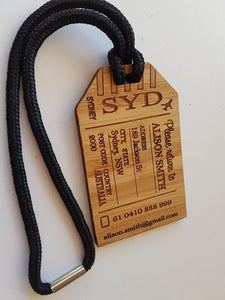 SYD
SYDNEY
Please return to
ALISON SMITH
ADDRESS
189 Jackson St
CITY, STATE
Sydney, NSW
POST CODE COUNTRY
2000 AUSTRALIA
61 0410 888 999
alison.smith@gmail.com